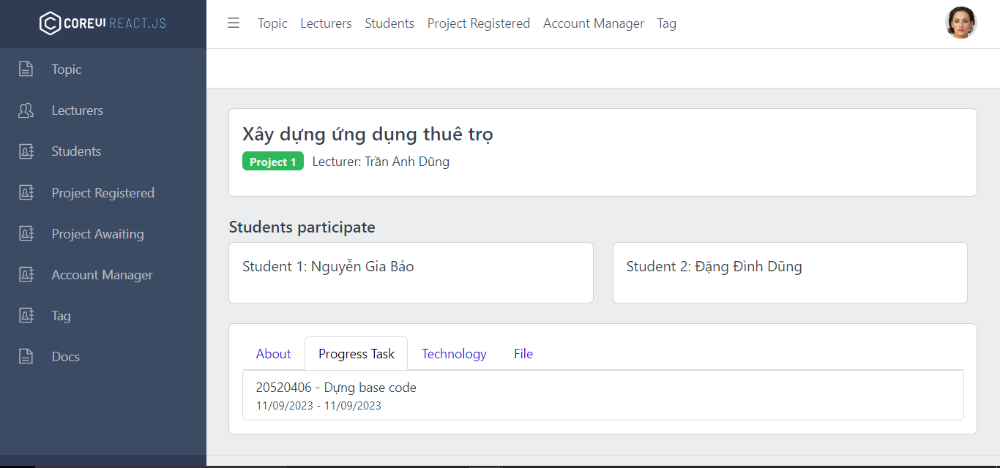 COREUI REACT.JS
Topic Lecturers Students Project Registered Account Manager Tag
Topic
Lecturers
Students
Project Registered
Project Awaiting
Account Manager
Tag
Docs
Xây dựng ứng dụng thuê trọ
Project 1 Lecturer: Trần Anh Dũng
Students participate
Student 1: Nguyễn Gia Bảo
Student 2: Đặng Đình Dũng
About Progress Task Technology File
20520406 - Dựng base code
11/09/2023 - 11/09/2023